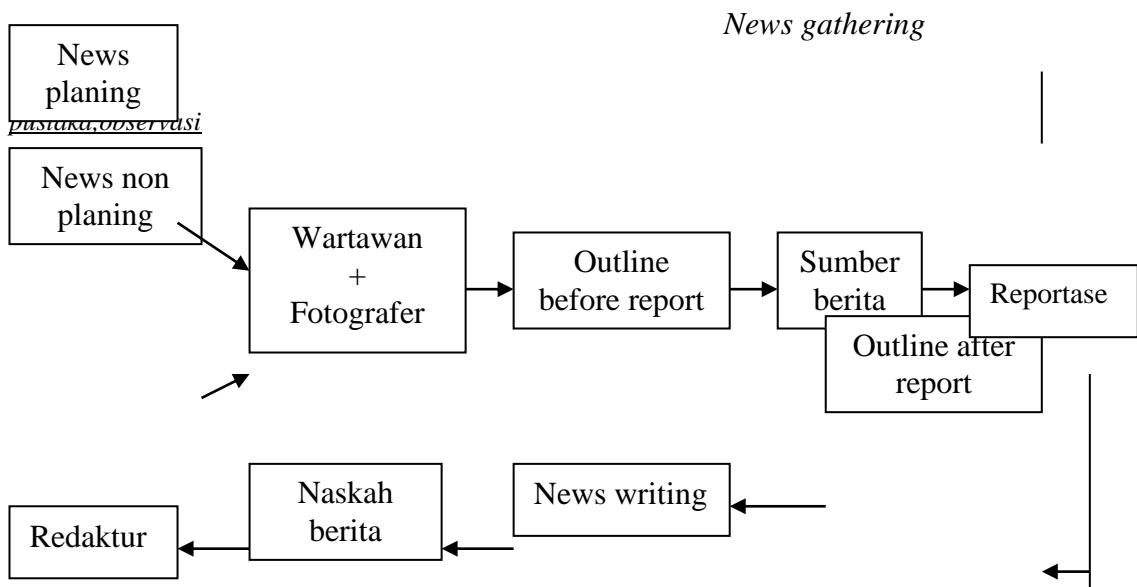 News gathering
News
planing
pustaka,observasi
News non
planing
Wartawan
+
Fotografer
Outline
before report
Sumber
berita
Reportase
Outline after
report
News writing
Naskah
berita
Redaktur